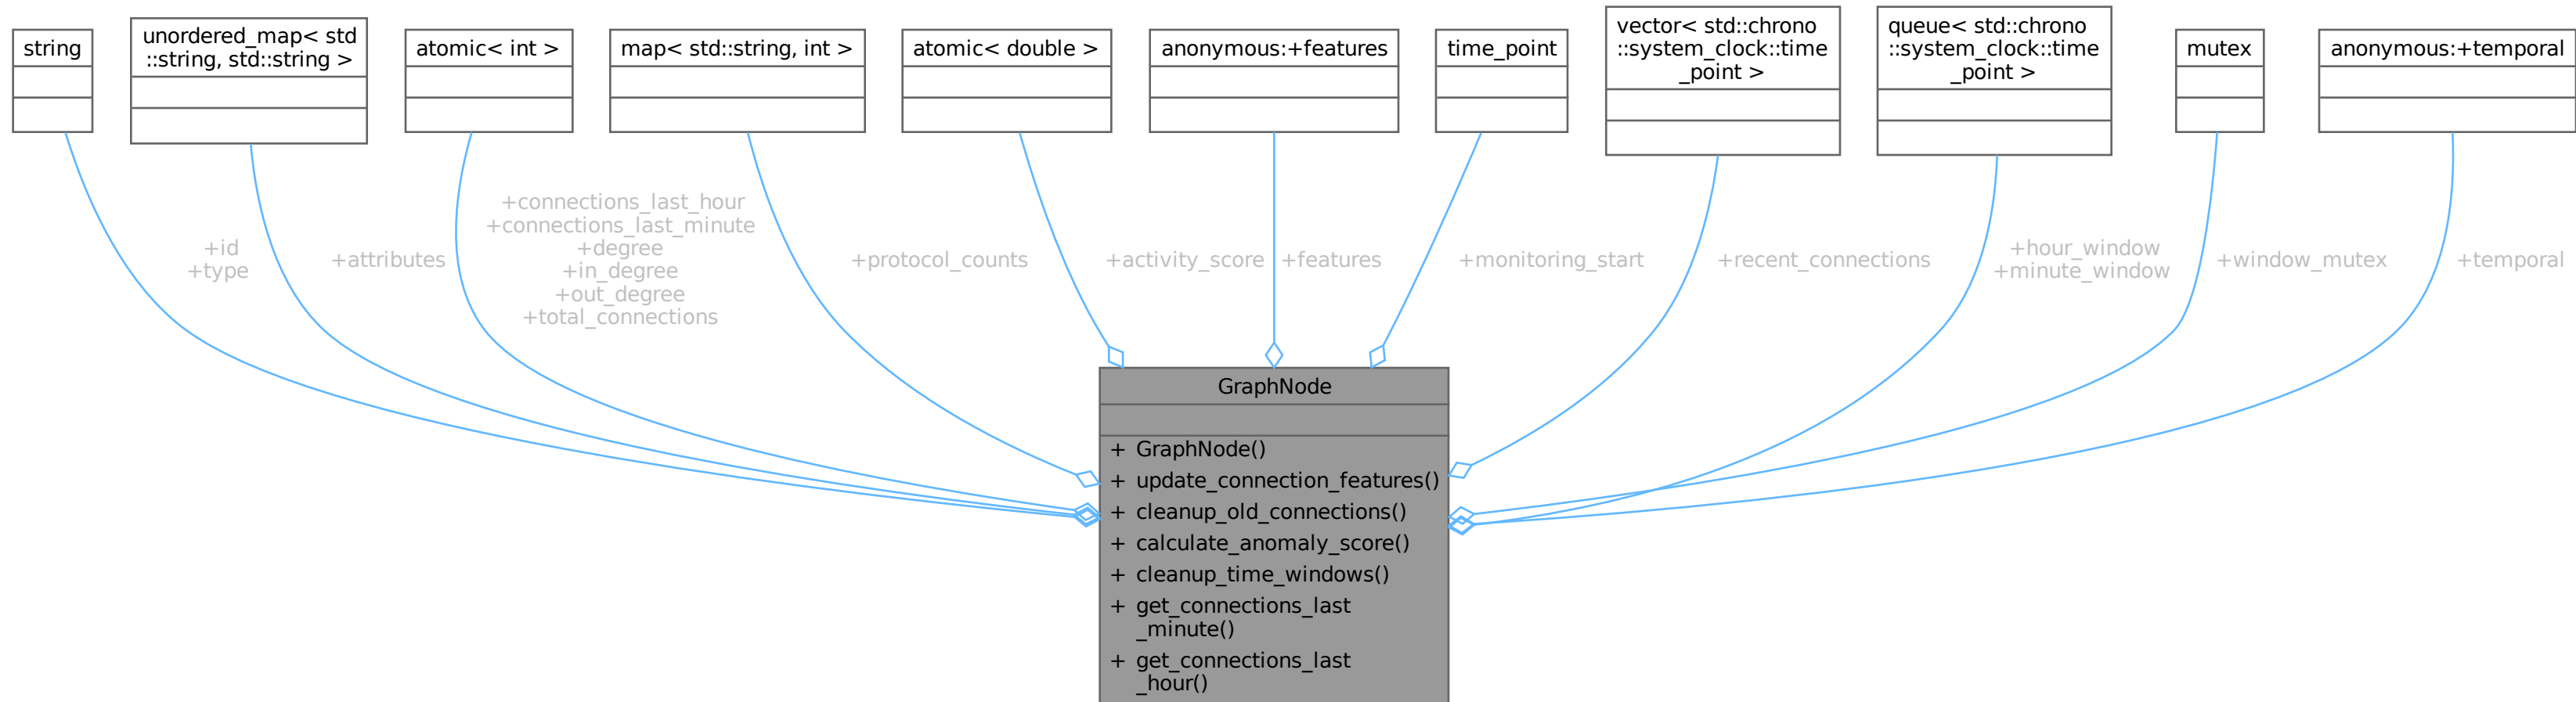 string
unordered_map< std
::string, std::string >
atomic< int >
map< std::string, int >
atomic< double >
anonymous:+features
time_point
vector< std::chrono
::system_clock::time
_point >
queue< std::chrono
::system_clock::time
_point >
mutex
anonymous:+temporal
+id
+type
+attributes
+connections_last_hour
+connections_last_minute
+degree
+in_degree
+out_degree
+total_connections
+protocol_counts
+activity_score
+features
+monitoring_start
+recent_connections
+hour_window
+minute_window
+window_mutex
+temporal
GraphNode
+ GraphNode()
+ update_connection_features()
+ cleanup_old_connections()
+ calculate_anomaly_score()
+ cleanup_time_windows()
+ get_connections_last
_minute()
+ get_connections_last
_hour()